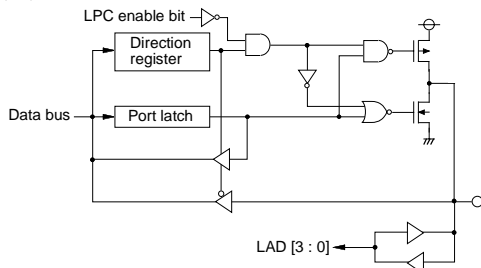 LPC enable bit
Direction
register
Data bus
Port latch
LAD [3 : 0]